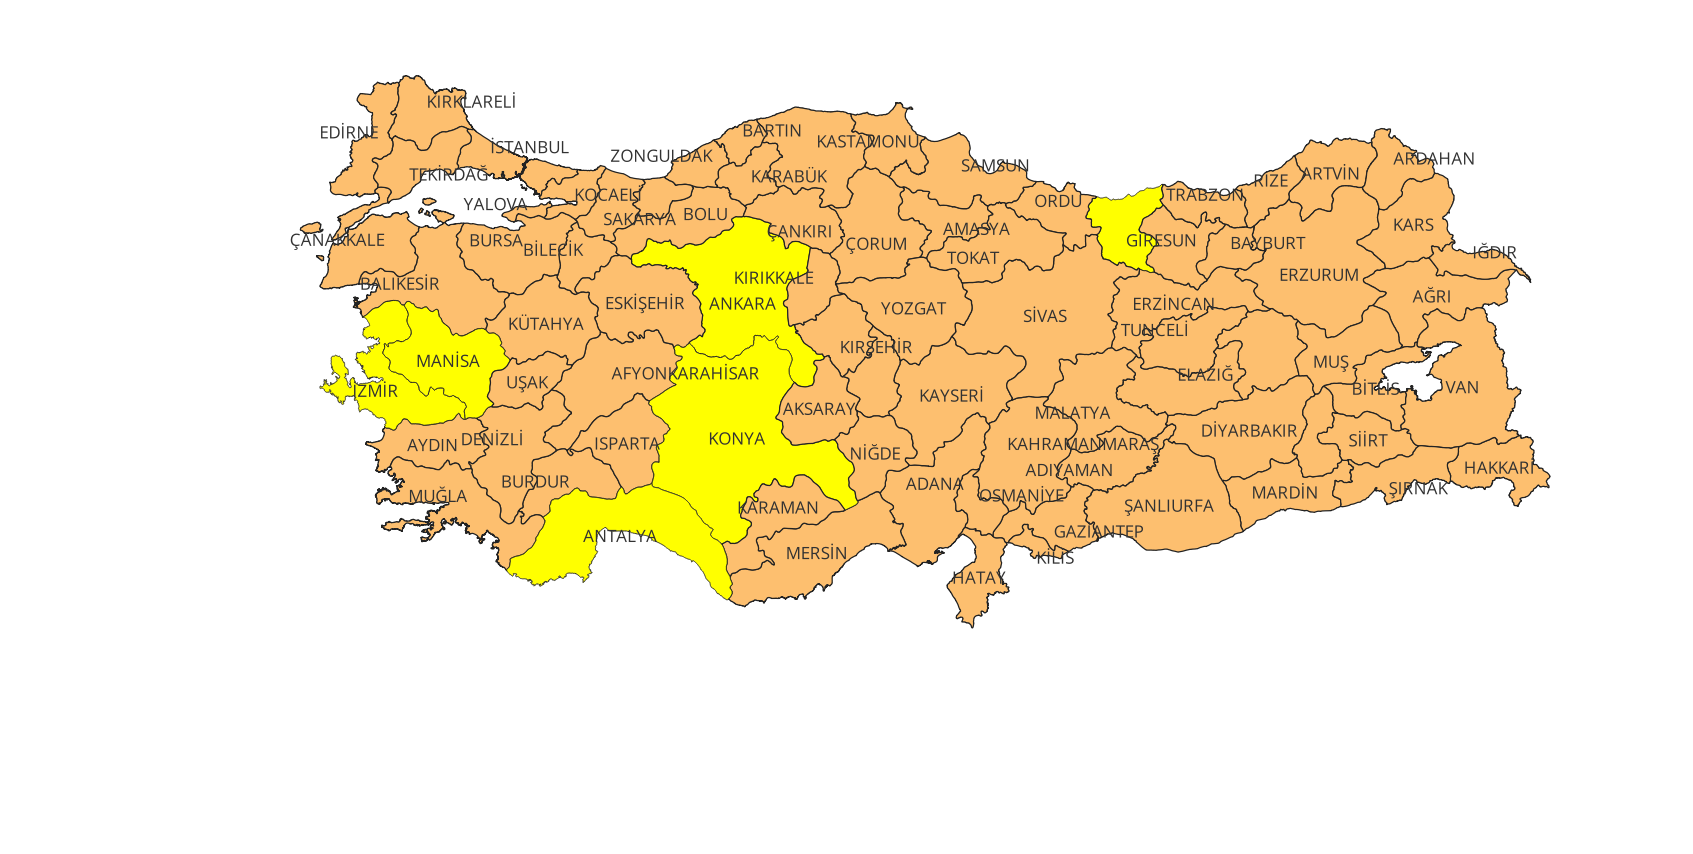 KIRKLARELİ
EDİRNE
BARTIN
KASTAMONU
İSTANBUL
ZONGULDAK
ARDAHAN
SAMSUN
TEKİRDAĞ
KARABÜK
ARTVİN
RİZE
KOCAELİ
TRABZON
YALOVA
ORDU
SAKARYA
BOLU
KARS
ÇANAKKALE
BURSA
ÇANKIRI
AMASYA
GİRESUN
BİLECİK
ÇORUM
BAYBURT
IĞDIR
TOKAT
BALIKESİR
KIRIKKALE
ERZURUM
AĞRI
ESKİŞEHİR
ANKARA
YOZGAT
ERZİNCAN
SİVAS
KÜTAHYA
TUNCELİ
KIRŞEHİR
MANİSA
MUŞ
AFYONKARAHİSAR
ELAZIĞ
UŞAK
İZMİR
KAYSERİ
BİTLİS
VAN
AKSARAY
MALATYA
DİYARBAKIR
KONYA
DENİZLİ
SİİRT
AYDIN
ISPARTA
KAHRAMANMARAŞ
NİĞDE
ADIYAMAN
HAKKARİ
BURDUR
ADANA
MUĞLA
OSMANİYE
MARDİN
ŞIRNAK
KARAMAN
ŞANLIURFA
ANTALYA
GAZİANTEP
MERSİN
KİLİS
HATAY